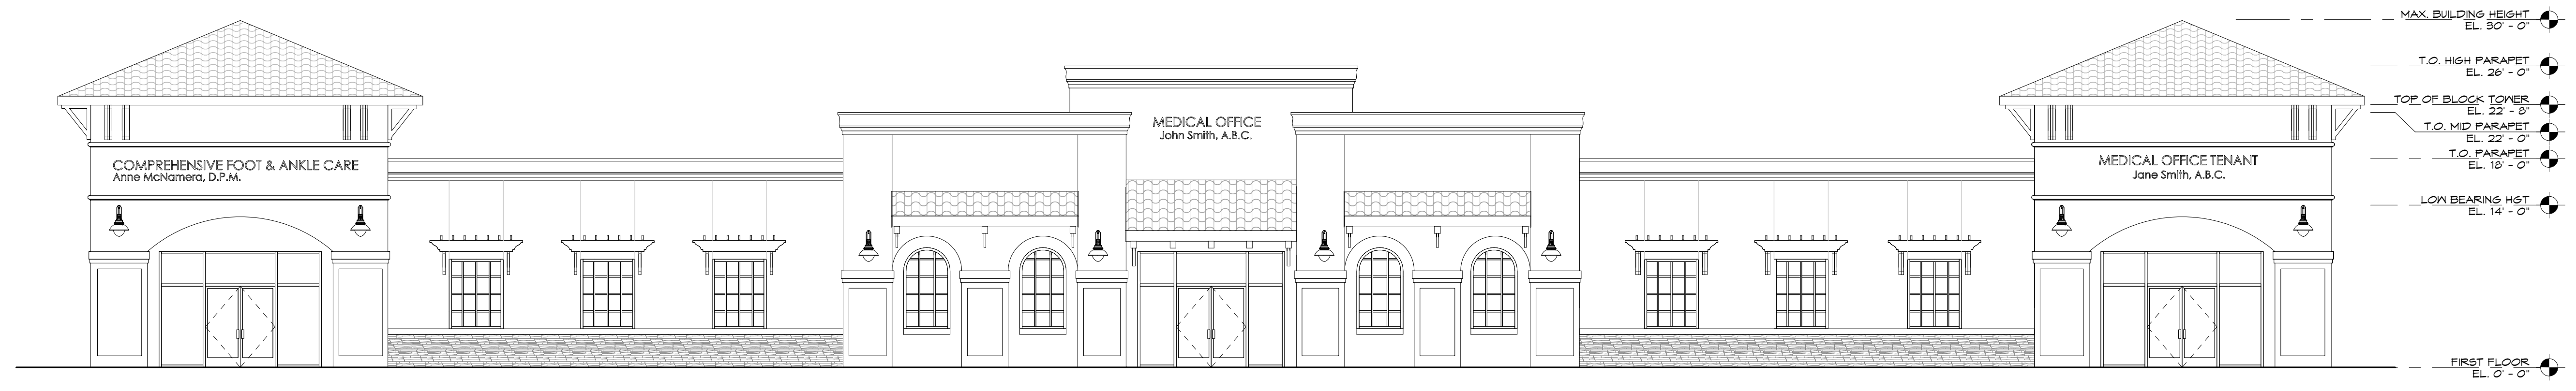 COMPREHENSIVE FOOT & ANKLE CARE
Anne McNamera, D.P.M.
MEDICAL OFFICE
John Smith, A.B.C.
MEDICAL OFFICE TENANT
Jane Smith, A.B.C.
MAX. BUILDING HEIGHT
EL. 30' - 0"
T.O. HIGH PARAPET
EL. 26' - 0"
TOP OF BLOCK TOWER
EL. 22' - 8"
T.O. MID PARAPET
EL. 22' - 0"
T.O. PARAPET
EL. 18' - 0"
LOW BEARING HGT
EL. 14' - 0"
FIRST FLOOR
EL. 0' - 0"